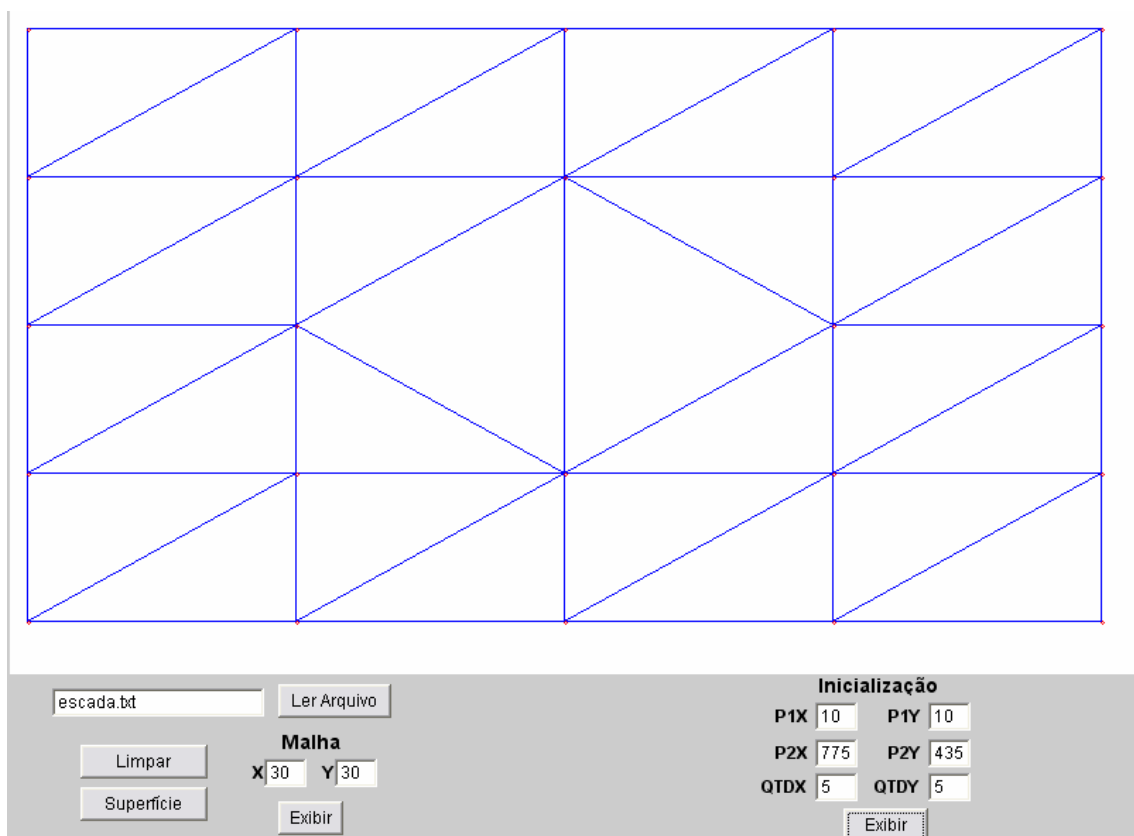 escada.txt Ler Arquivo
Limpar
Superfície
Malha
X 30 Y 30
Exibir
Inicialização
P1X 10 P1Y 10
P2X 775 P2Y 435
QTDX 5 QTDY 5
Exibir